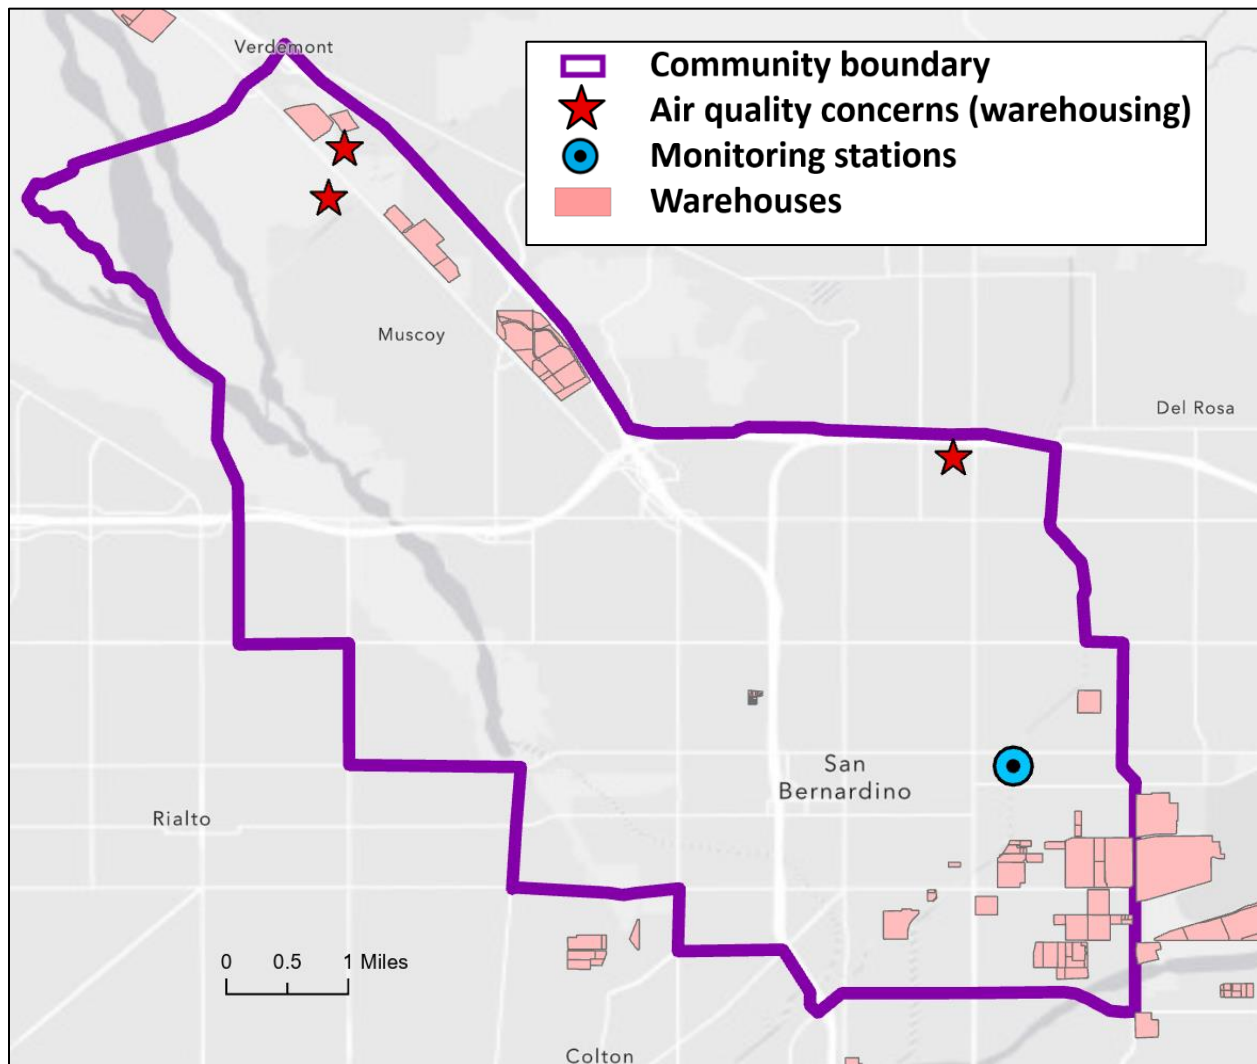 Verdemont
Community boundary
Air quality concerns (warehousing)
Monitoring stations
Warehouses
Muscoy
Del Rosa
San
Bernardino
Rialto
0 0.5 1 Miles
Colton